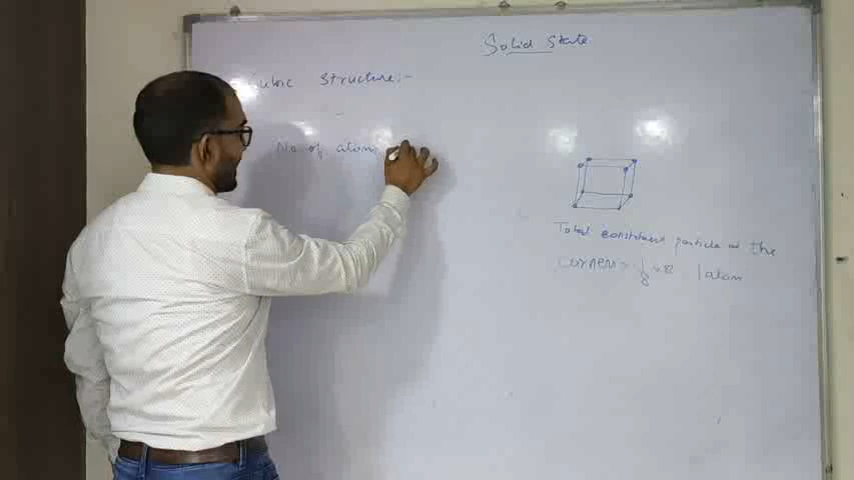 Solid State
ubic Structure:-
No of atom
Total constituent particle at the
corners = 1/8 × 8 1 atom